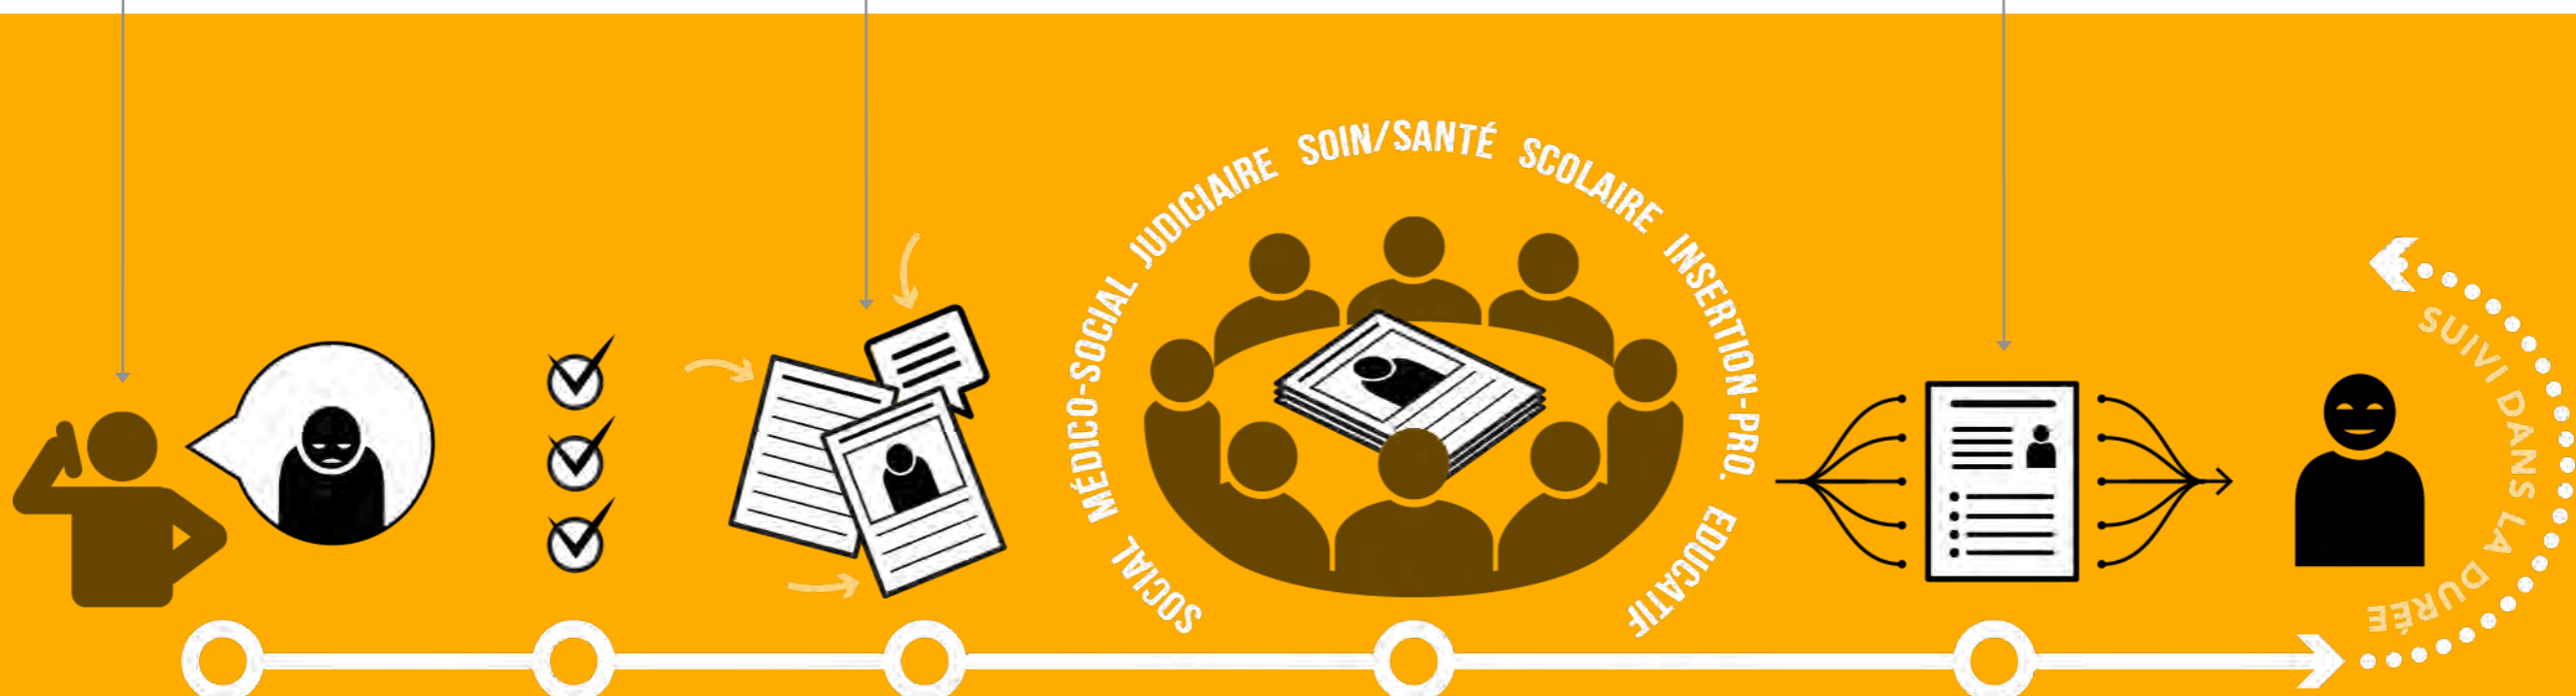 SOCIAL MÉDICO-SOCIAL JUDICIAIRE SOIN/SANTÉ SCOLAIRE INSERTION-PRO. EDUCATIF
SUIVI DANS LA DURÉE